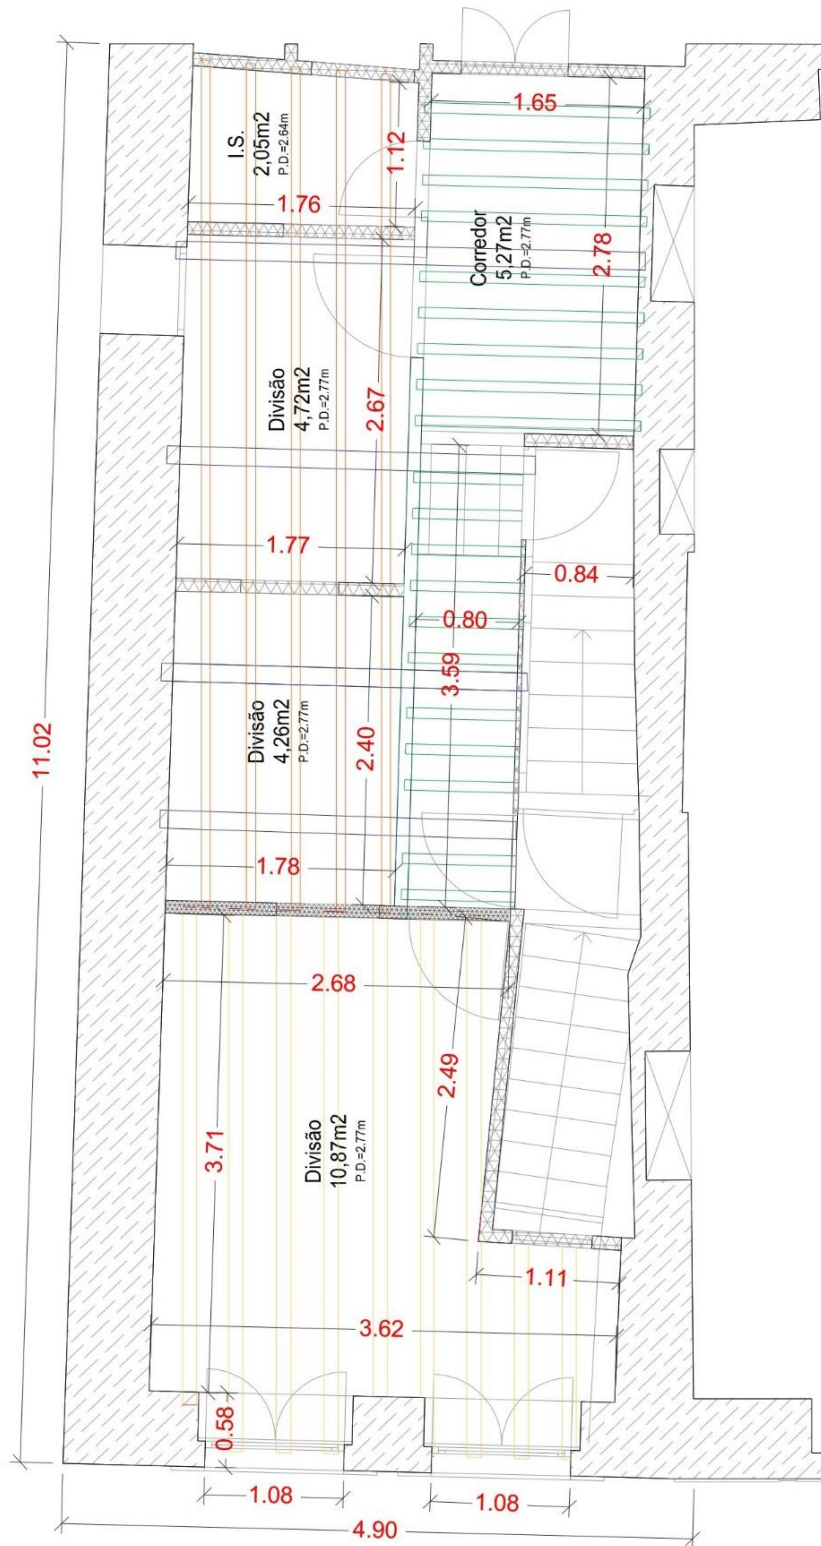 1.65
I.S.
2,05m2
P.D.=2.64m
1.12
1.76
Corredor
5,27m2
P.D.=2.77m
2.78
Divisão
4,72m2
P.D.=2.77m
2.67
1.77
0.84
0.80
3.59
Divisão
4,26m2
P.D.=2.77m
2.40
11.02
1.78
2.68
2.49
3.71
Divisão
10,87m2
P.D.=2.77m
1.11
3.62
0.58
1.08
1.08
4.90